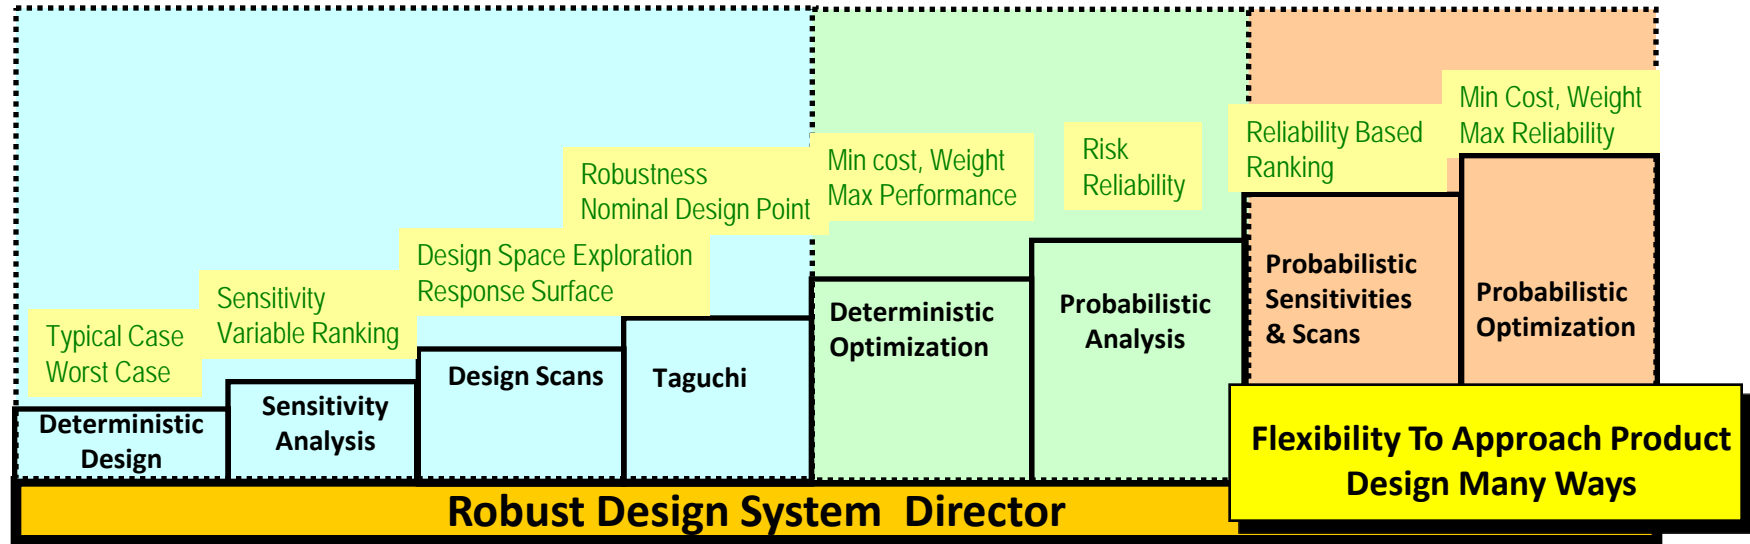 Typical Case
Worst Case
Deterministic
Design
Sensitivity
Variable Ranking
Sensitivity
Analysis
Design Space Exploration
Response Surface
Design Scans
Robustness
Nominal Design Point
Taguchi
Min cost, Weight
Max Performance
Deterministic
Optimization
Risk
Reliability
Probabilistic
Analysis
Reliability Based
Ranking
Probabilistic
Sensitivities
& Scans
Min Cost, Weight
Max Reliability
Probabilistic
Optimization
Flexibility To Approach Product
Design Many Ways
Robust Design System Director